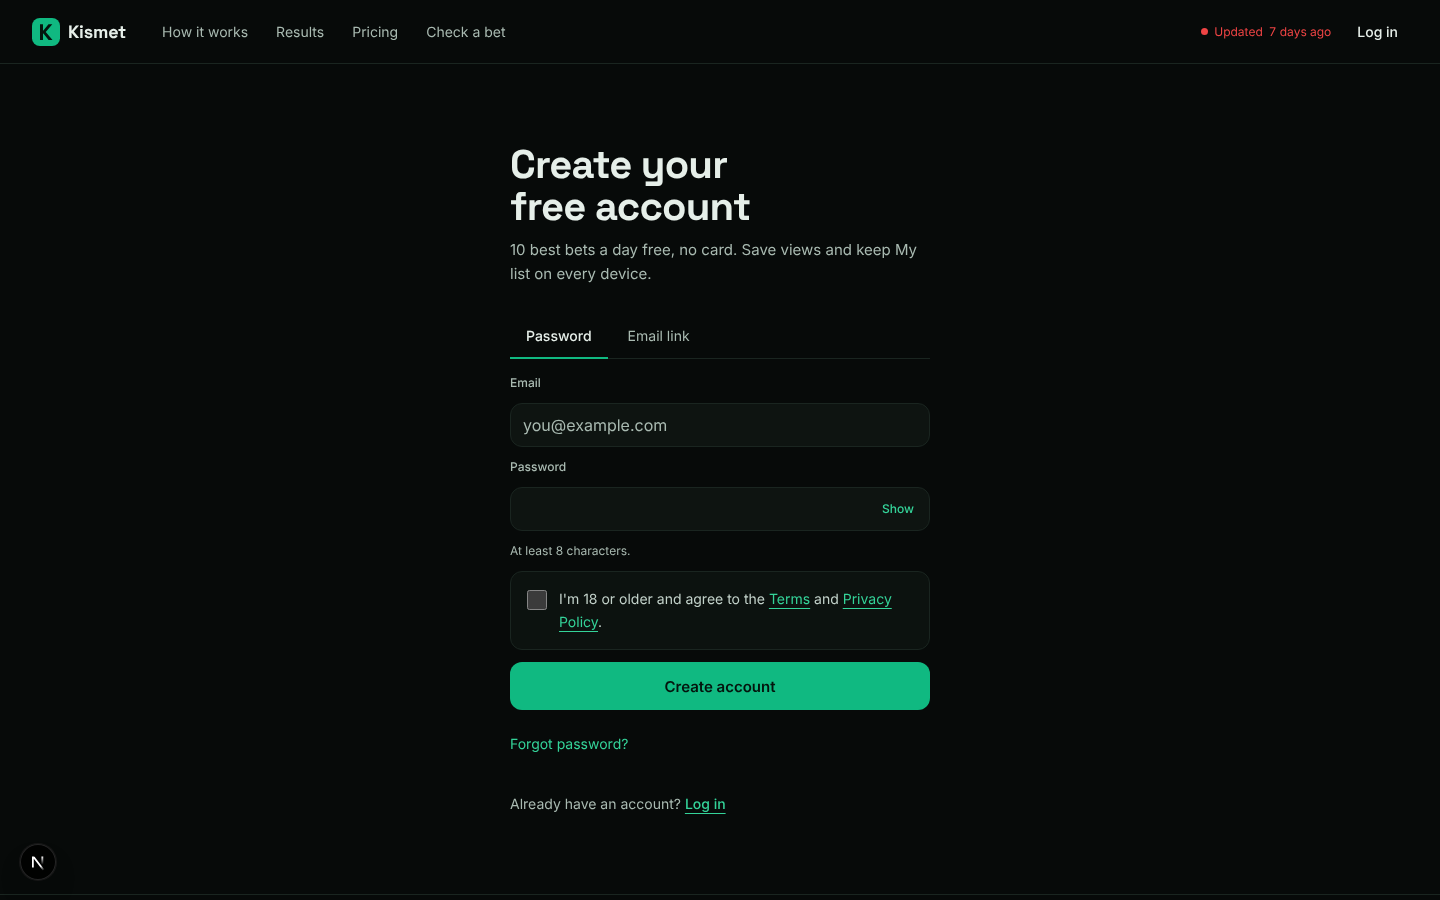 K Kismet How it works Results Pricing Check a bet Updated 7 days ago Log in
Create your
free account
10 best bets a day free, no card. Save views and keep My
list on every device.
Password Email link
Email
you@example.com
Password
Show
At least 8 characters.
I'm 18 or older and agree to the Terms and Privacy
Policy.
Create account
Forgot password?
Already have an account? Log in
N